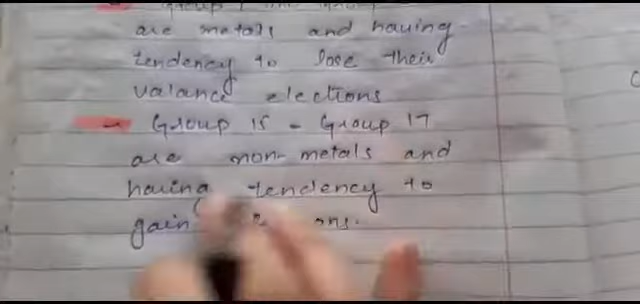 are metals and having
tendency to lose their
valance elections
Group 15 - Group 17
are non-metals and
having tendency to
gain